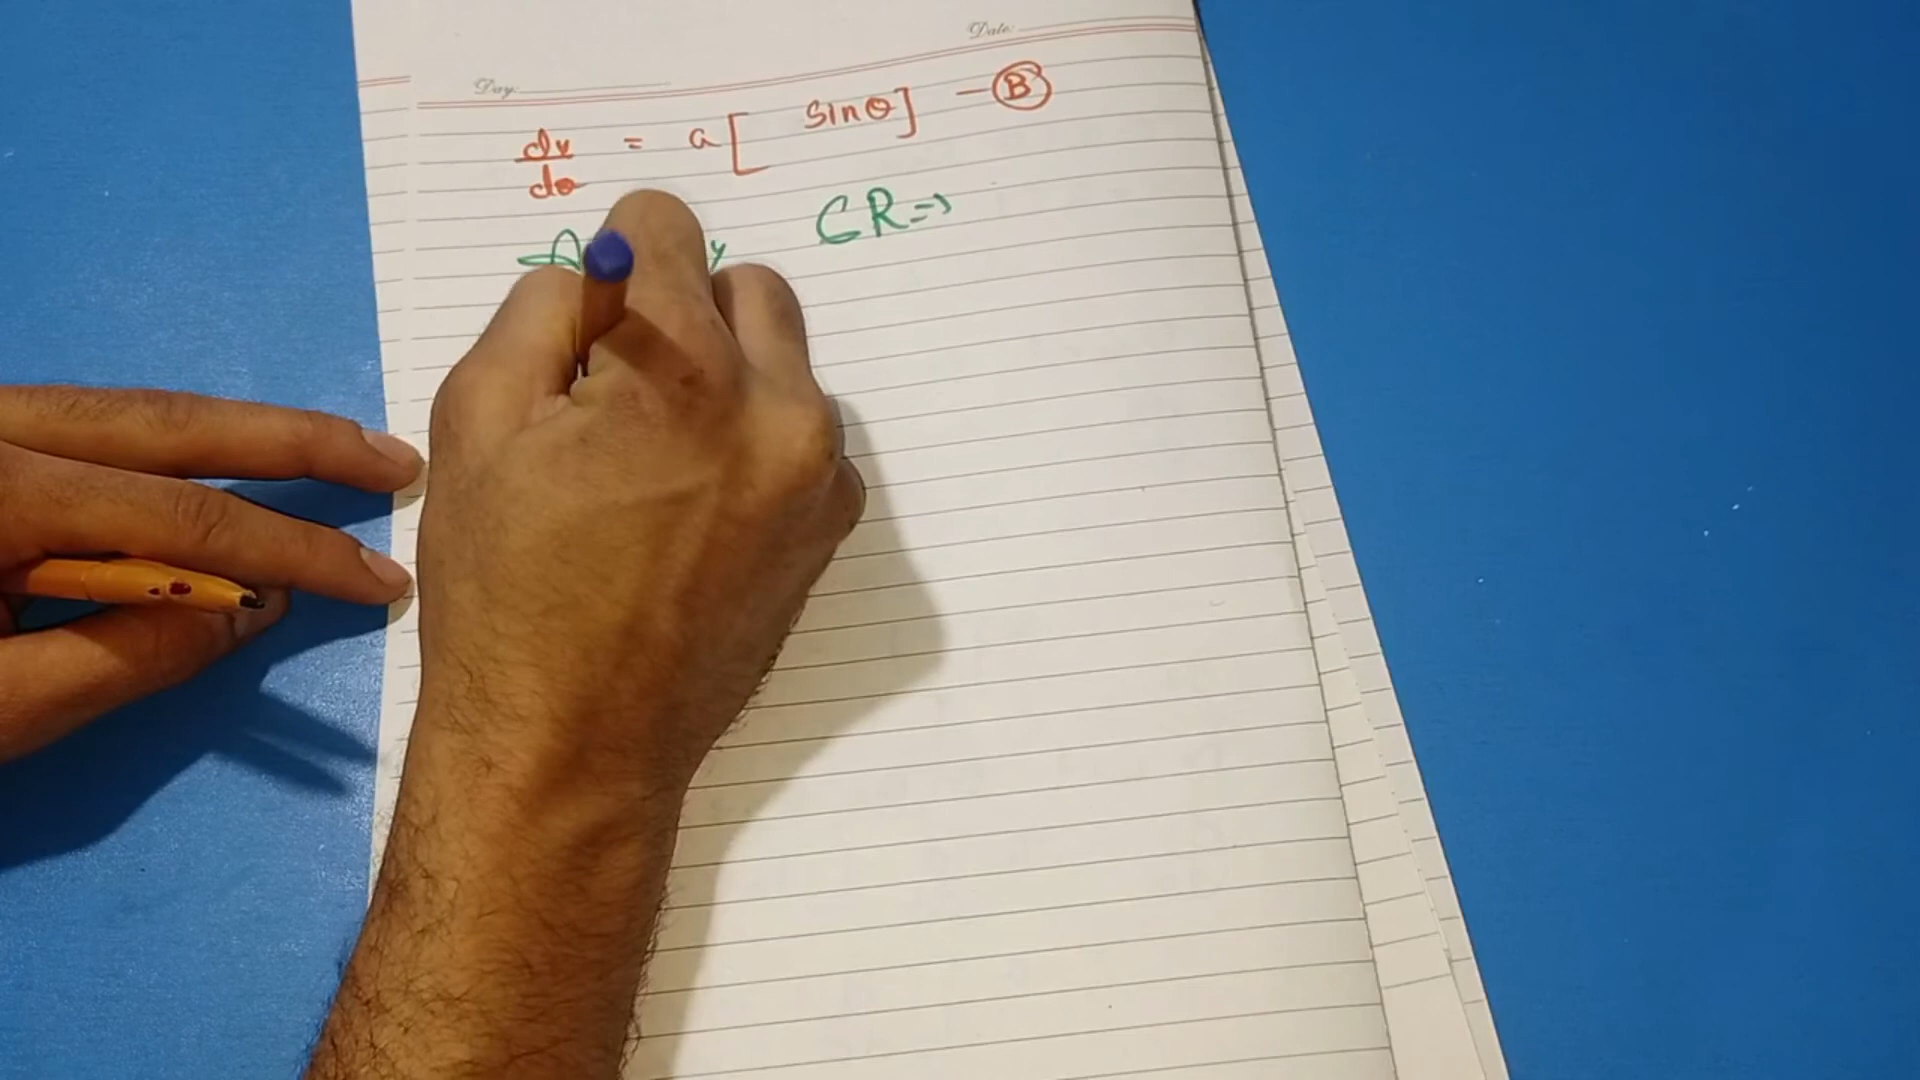 Date:
Day:
dy/dθ = a[ sinθ] - B
y CR⇒